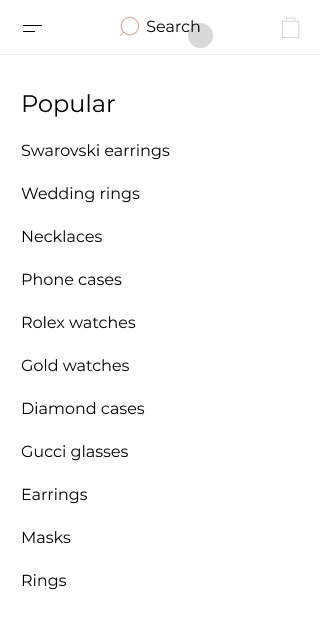 Search
Popular
Swarovski earrings
Wedding rings
Necklaces
Phone cases
Rolex watches
Gold watches
Diamond cases
Gucci glasses
Earrings
Masks
Rings